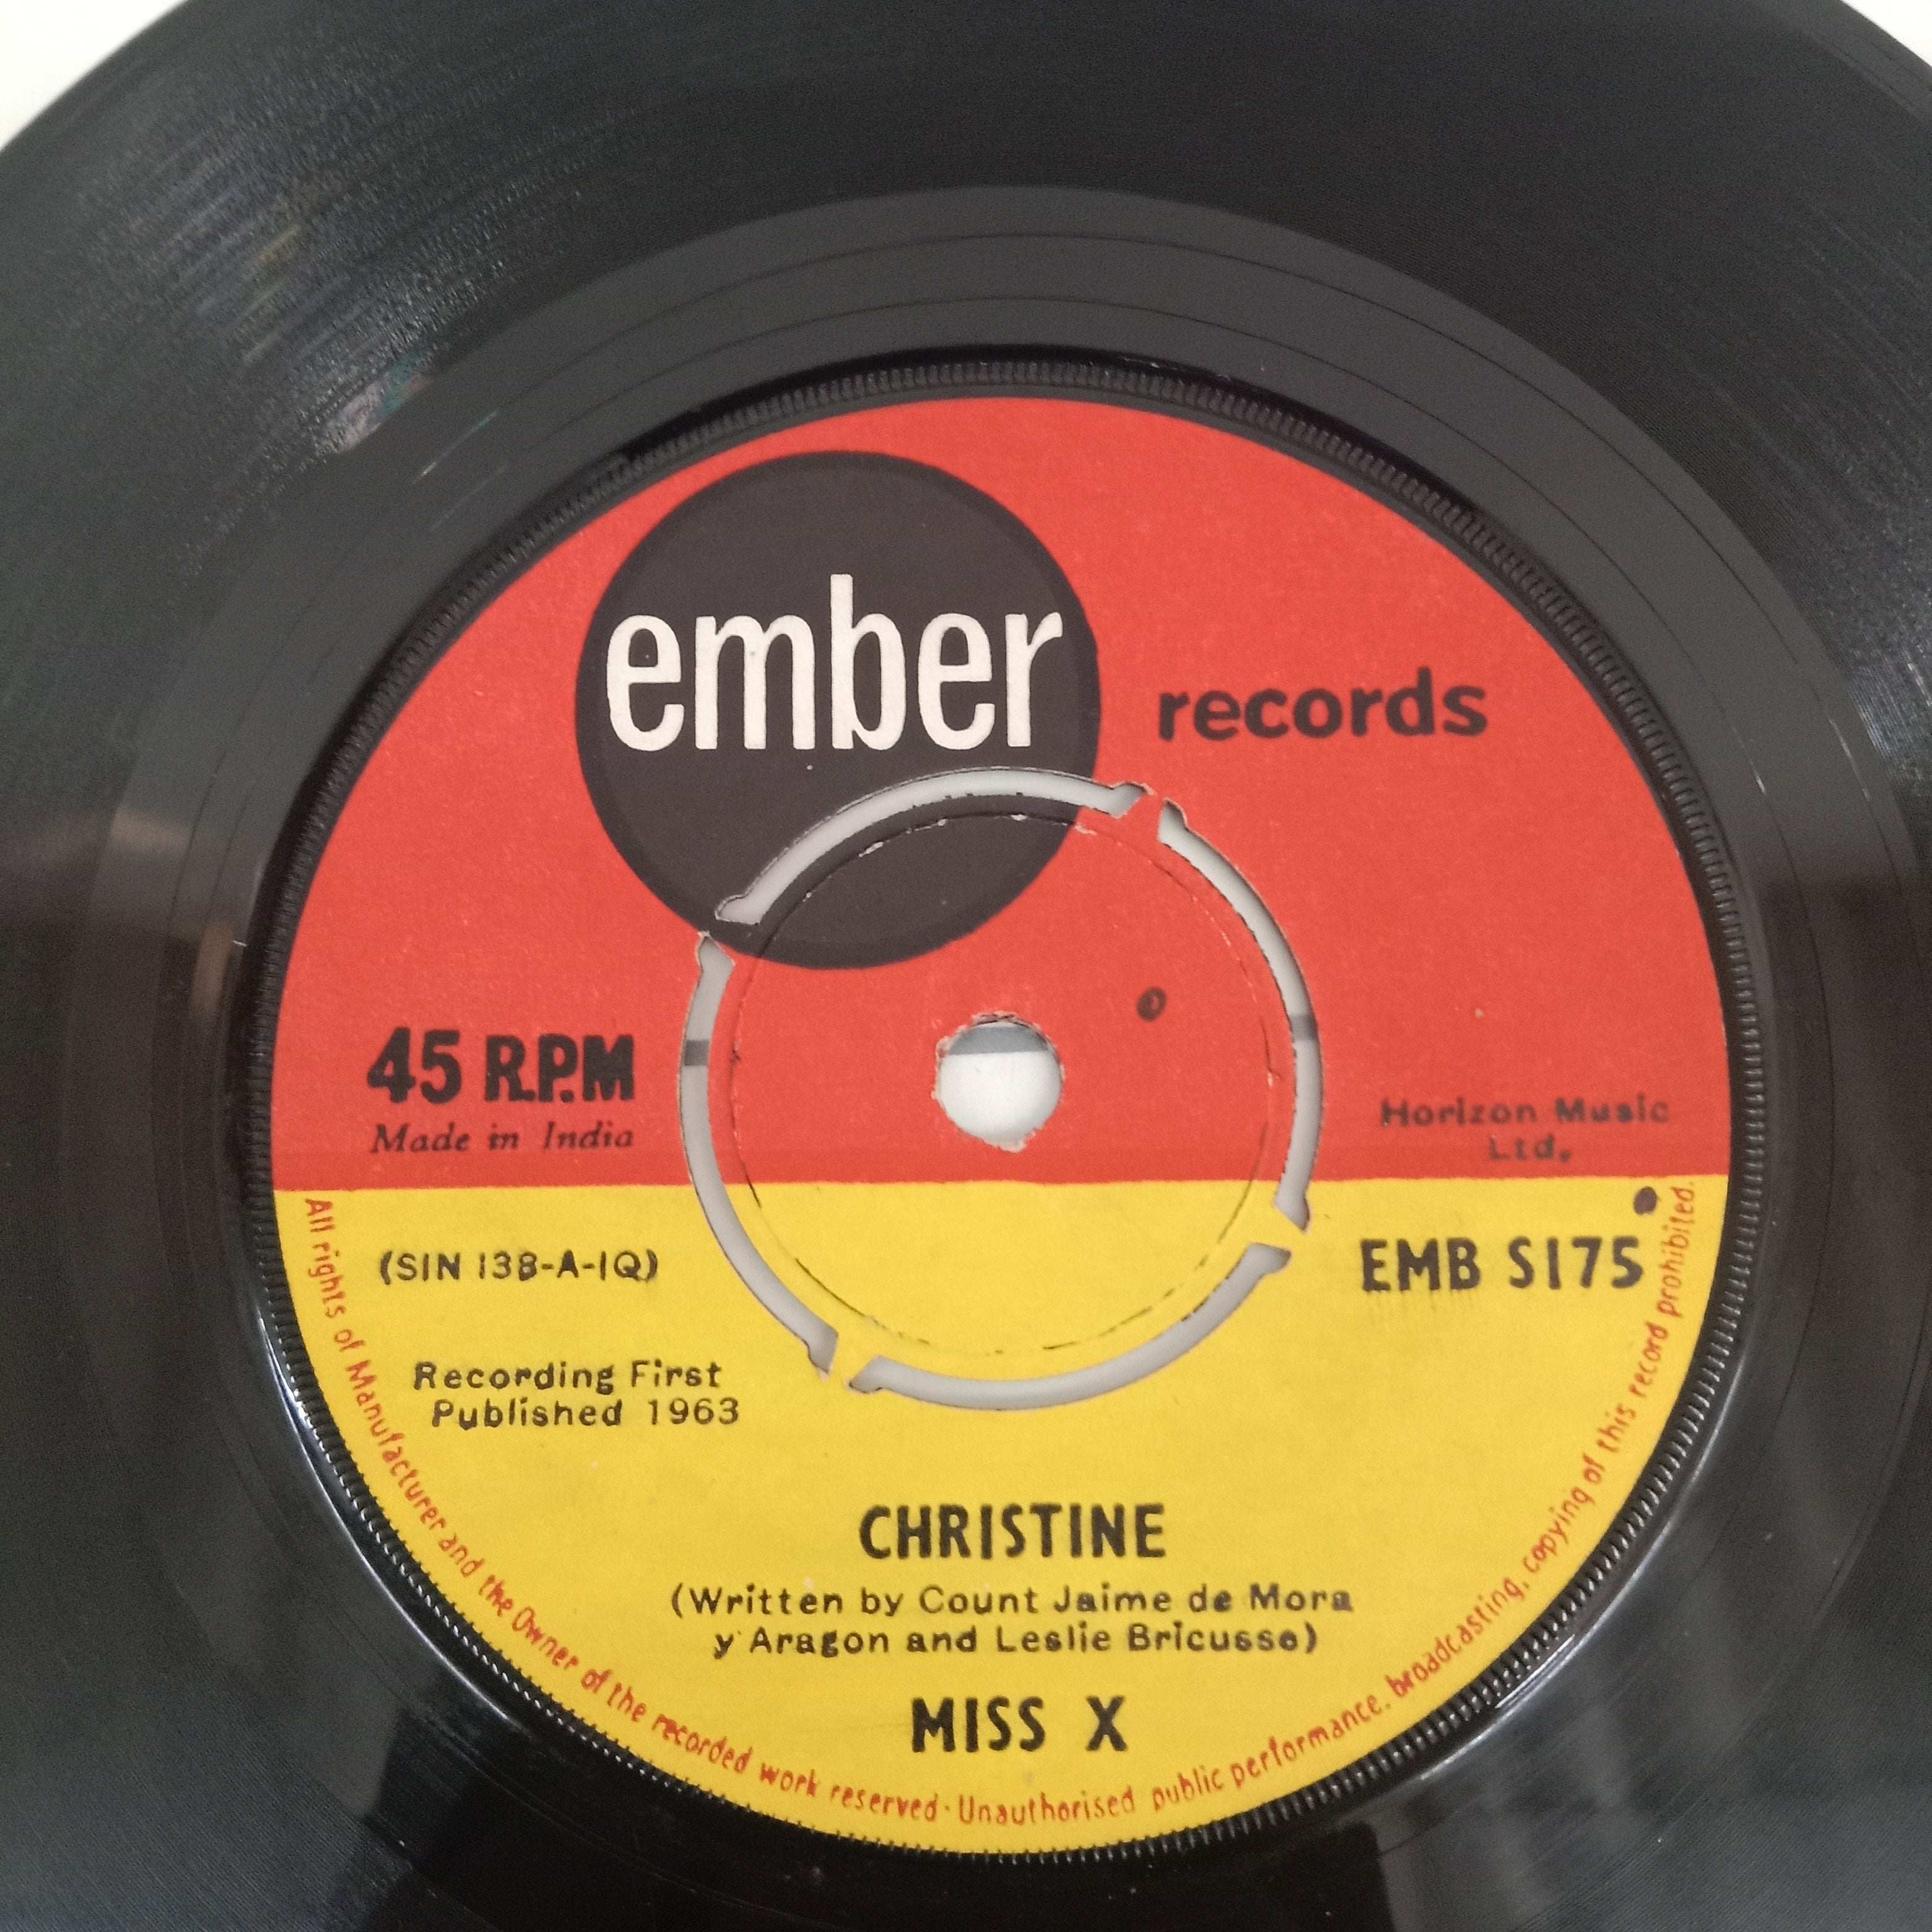 ember
records
45 R.P.M
Made in India
Horizon Music
Ltd.
(SIN 138-A-1Q)
EMB S175
Recording First
Published 1963
CHRISTINE
(Written by Count Jaime de Mora
y Aragon and Leslie Bricusse)
MISS X
All rights of Manufacturer and the Owner of the recorded work reserved · Unauthorised public performance, broadcasting, copying of this record prohibited.